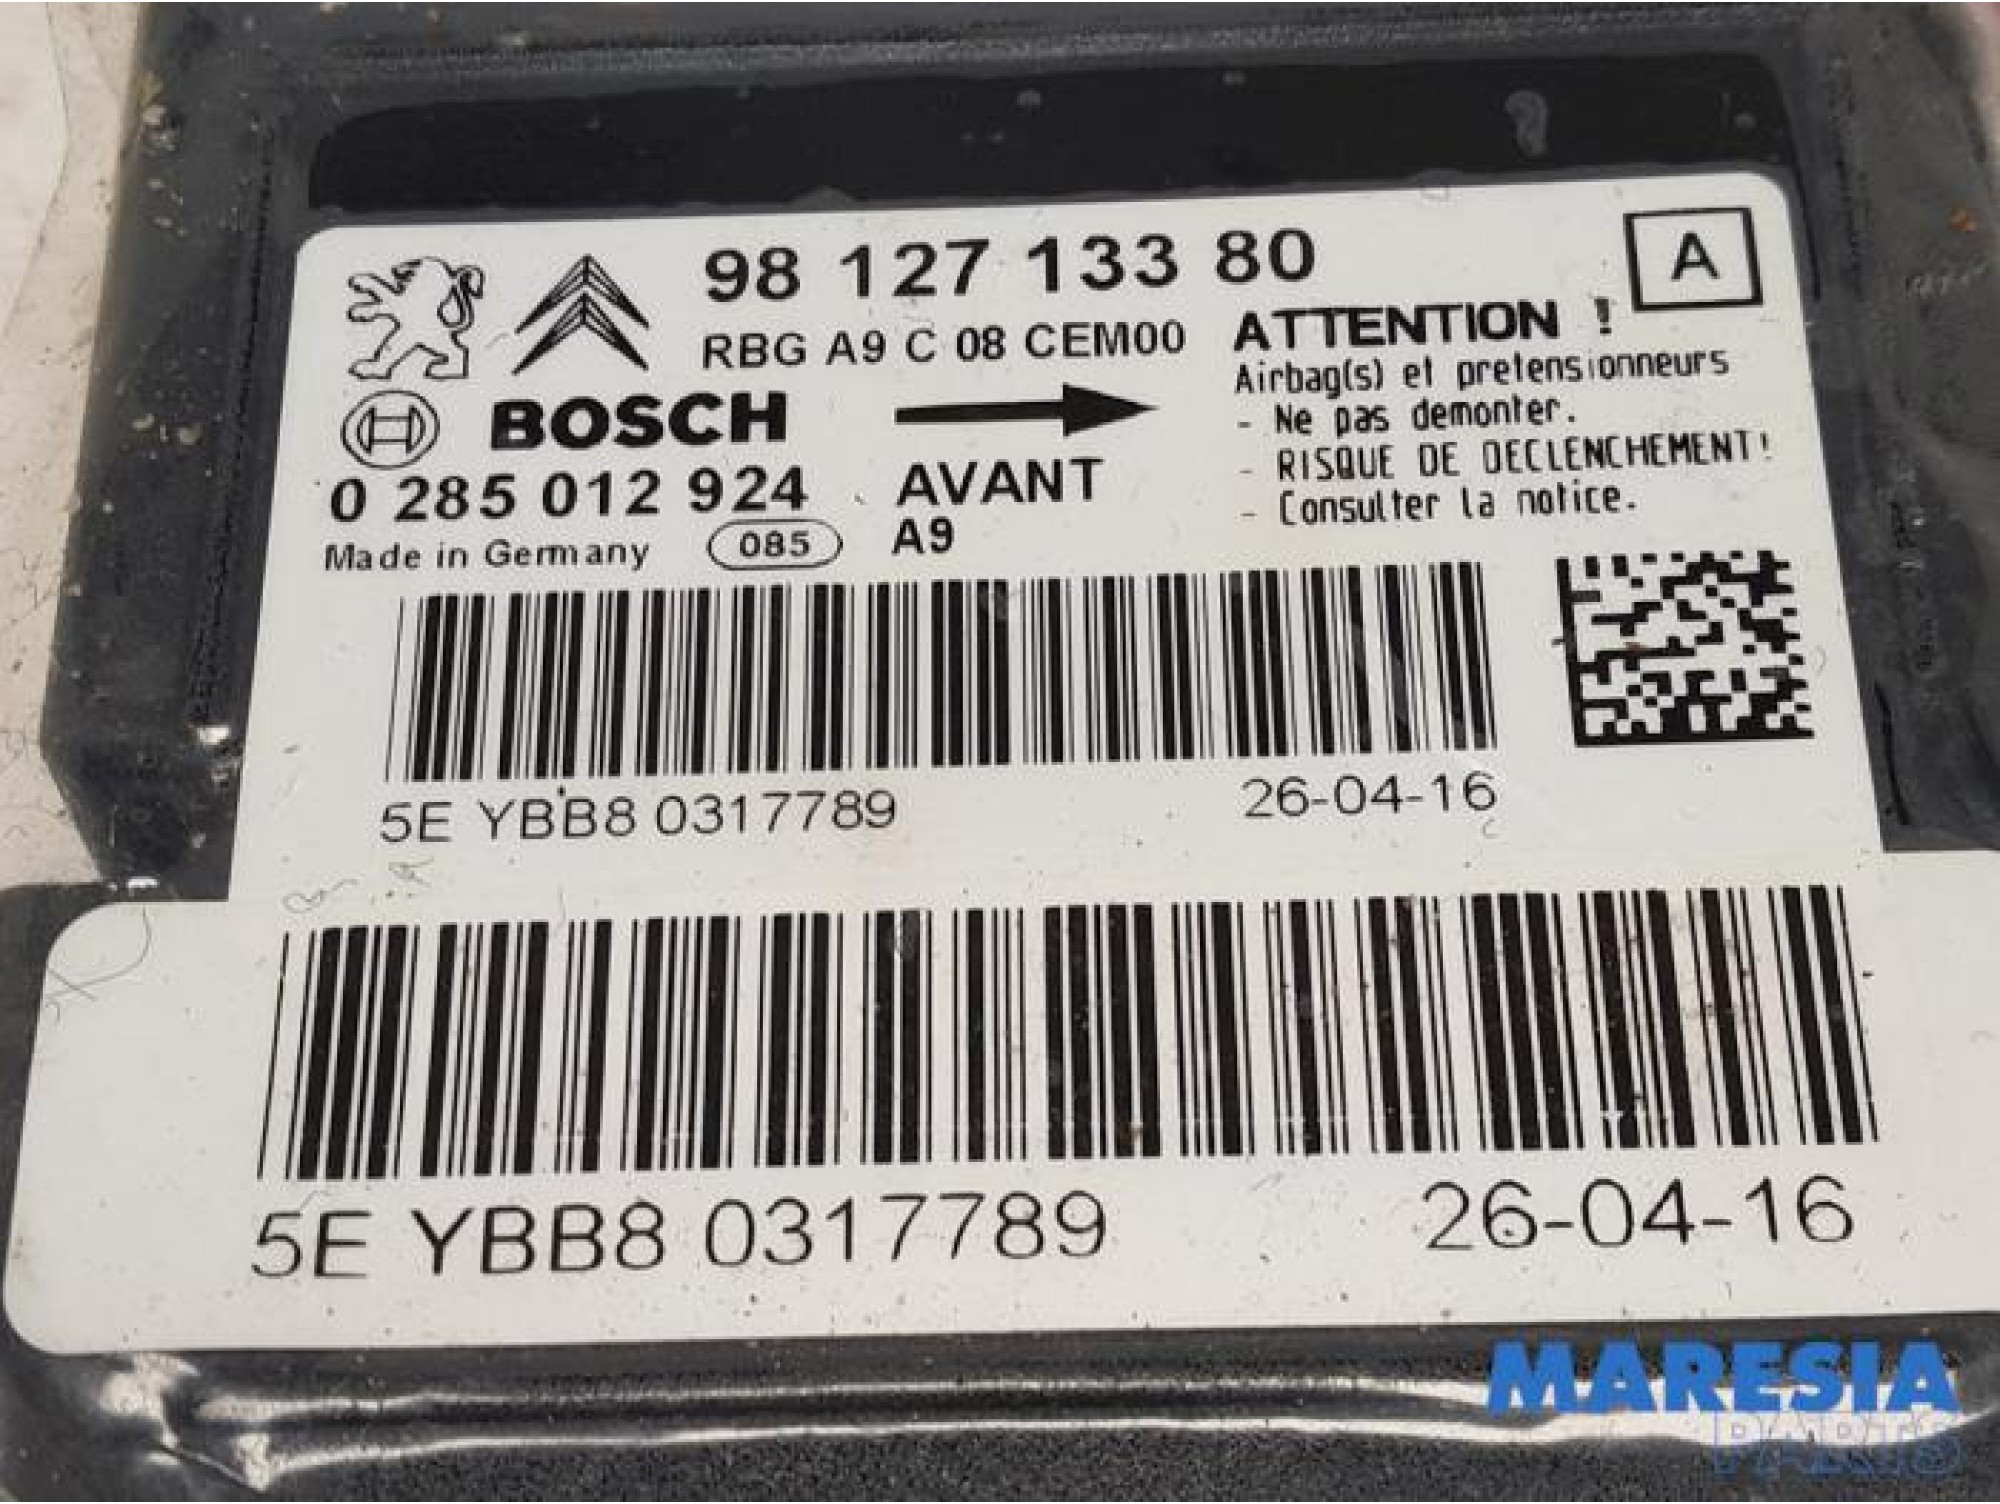 98 127 133 80
A
RBG A9 C 08 CEM00
ATTENTION !
Airbag(s) et pretensionneurs
- Ne pas demonter.
- RISQUE DE DECLENCHEMENT!
- Consulter la notice.
BOSCH
0 285 012 924
AVANT
Made in Germany
085
A9
5E YBB8 0317789
26-04-16
5E YBB8 0317789
26-04-16
MARESIA
PARTS